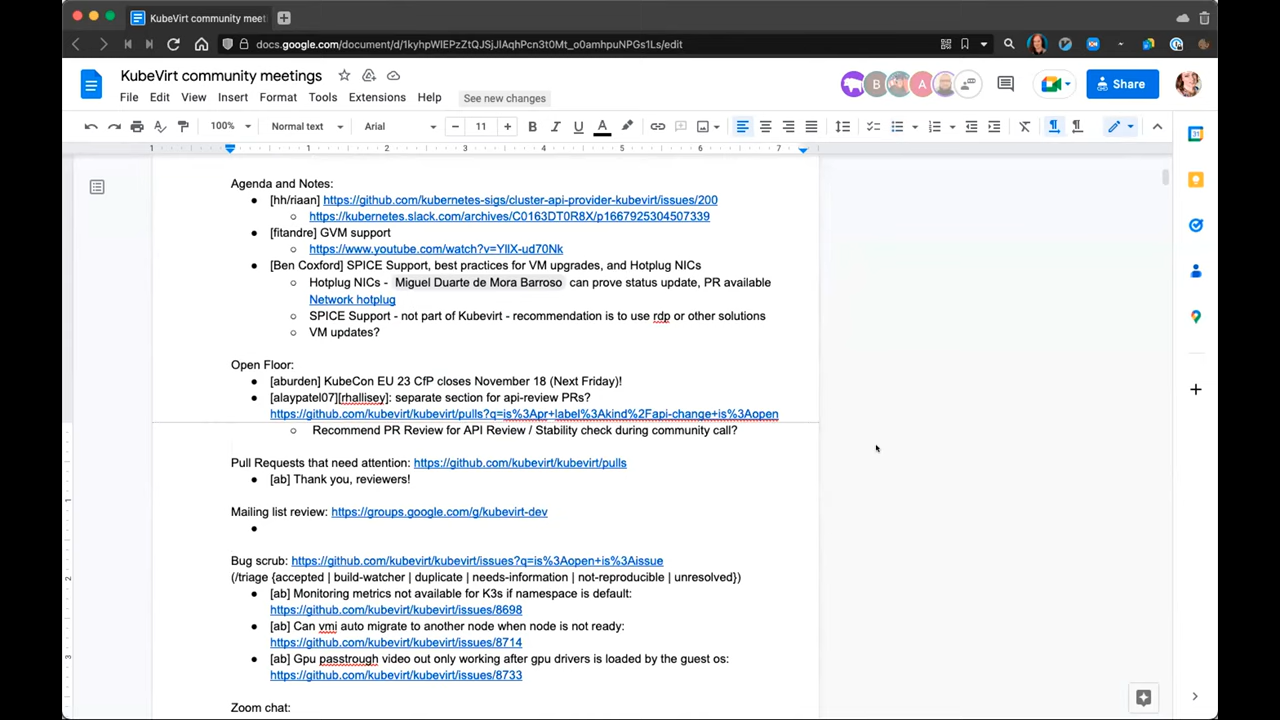 KubeVirt community meet
docs.google.com/document/d/1kyhpWIEPzZtQJSjJIAqhPcn3t0Mt_o0amhpuNPGs1Ls/edit
KubeVirt community meetings
File Edit View Insert Format Tools Extensions Help See new changes
B A Share
100% Normal text Arial 11
1 1 2 3 4 5 6 7
Agenda and Notes:
[hh/riaan] https://github.com/kubernetes-sigs/cluster-api-provider-kubevirt/issues/200
https://kubernetes.slack.com/archives/C0163DT0R8X/p1667925304507339
[fitandre] GVM support
https://www.youtube.com/watch?v=YllX-ud70Nk
[Ben Coxford] SPICE Support, best practices for VM upgrades, and Hotplug NICs
Hotplug NICs - Miguel Duarte de Mora Barroso can prove status update, PR available
Network hotplug
SPICE Support - not part of Kubevirt - recommendation is to use rdp or other solutions
VM updates?
Open Floor:
[aburden] KubeCon EU 23 CfP closes November 18 (Next Friday)!
[alaypatel07][rhallisey]: separate section for api-review PRs?
https://github.com/kubevirt/kubevirt/pulls?q=is%3Apr+label%3Akind%2Fapi-change+is%3Aopen
Recommend PR Review for API Review / Stability check during community call?
Pull Requests that need attention: https://github.com/kubevirt/kubevirt/pulls
[ab] Thank you, reviewers!
Mailing list review: https://groups.google.com/g/kubevirt-dev
Bug scrub: https://github.com/kubevirt/kubevirt/issues?q=is%3Aopen+is%3Aissue
(/triage {accepted | build-watcher | duplicate | needs-information | not-reproducible | unresolved})
[ab] Monitoring metrics not available for K3s if namespace is default:
https://github.com/kubevirt/kubevirt/issues/8698
[ab] Can vmi auto migrate to another node when node is not ready:
https://github.com/kubevirt/kubevirt/issues/8714
[ab] Gpu passtrough video out only working after gpu drivers is loaded by the guest os:
https://github.com/kubevirt/kubevirt/issues/8733
Zoom chat: